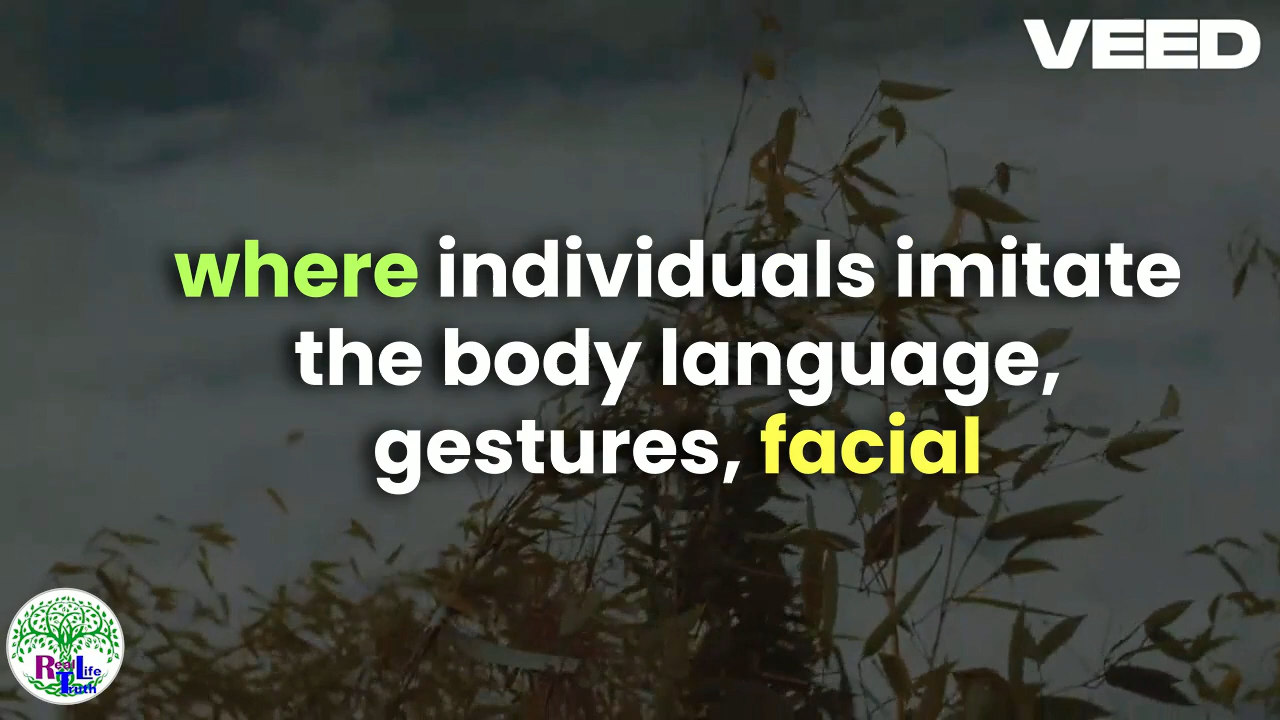 VEED
where individuals imitate
the body language,
gestures, facial
Real Life
Truth